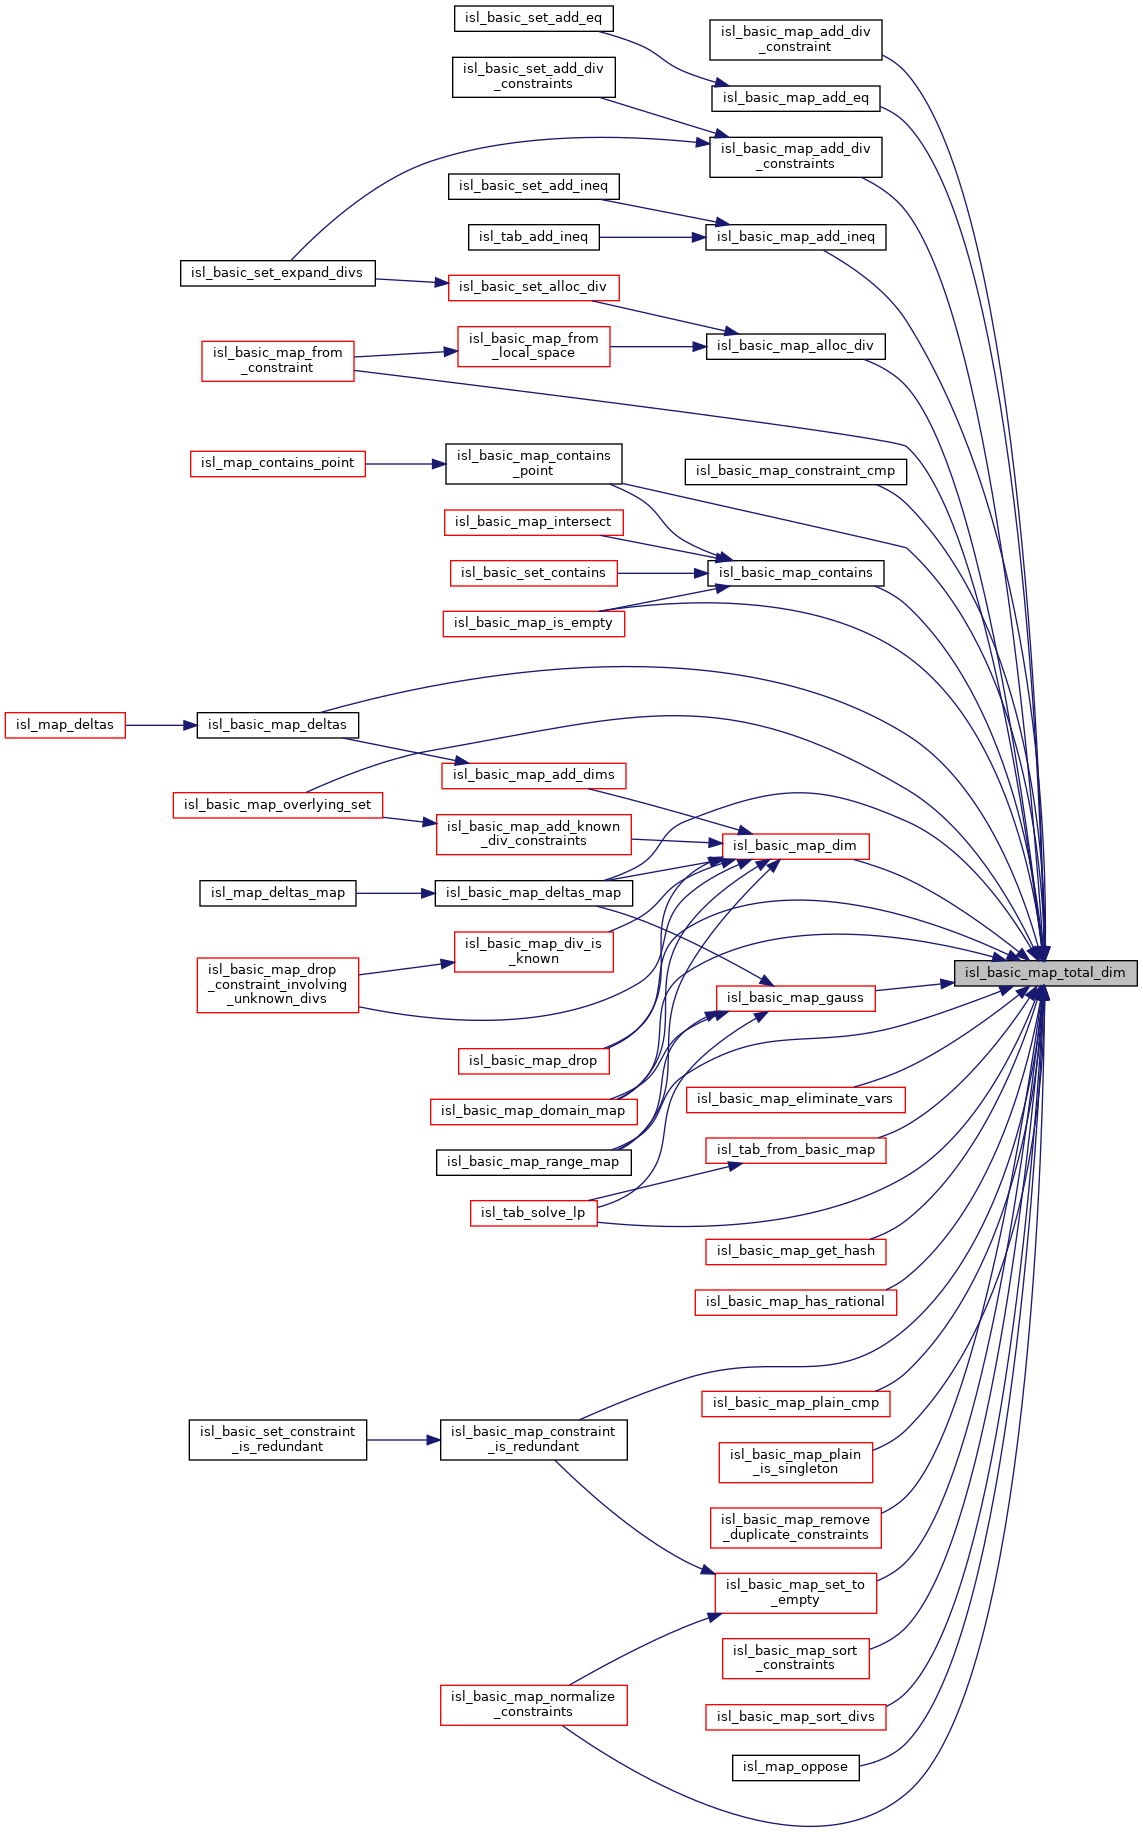 isl_basic_set_add_eq
isl_basic_map_add_div
_constraint
isl_basic_set_add_div
_constraints
isl_basic_map_add_eq
isl_basic_map_add_div
_constraints
isl_basic_set_add_ineq
isl_tab_add_ineq
isl_basic_map_add_ineq
isl_basic_set_expand_divs
isl_basic_set_alloc_div
isl_basic_map_from
_constraint
isl_basic_map_from
_local_space
isl_basic_map_alloc_div
isl_map_contains_point
isl_basic_map_contains
_point
isl_basic_map_constraint_cmp
isl_basic_map_intersect
isl_basic_set_contains
isl_basic_map_contains
isl_basic_map_is_empty
isl_map_deltas
isl_basic_map_deltas
isl_basic_map_add_dims
isl_basic_map_overlying_set
isl_basic_map_add_known
_div_constraints
isl_basic_map_dim
isl_map_deltas_map
isl_basic_map_deltas_map
isl_basic_map_div_is
_known
isl_basic_map_drop
_constraint_involving
_unknown_divs
isl_basic_map_total_dim
isl_basic_map_gauss
isl_basic_map_drop
isl_basic_map_domain_map
isl_basic_map_eliminate_vars
isl_basic_map_range_map
isl_tab_from_basic_map
isl_tab_solve_lp
isl_basic_map_get_hash
isl_basic_map_has_rational
isl_basic_map_plain_cmp
isl_basic_set_constraint
_is_redundant
isl_basic_map_constraint
_is_redundant
isl_basic_map_plain
_is_singleton
isl_basic_map_remove
_duplicate_constraints
isl_basic_map_set_to
_empty
isl_basic_map_sort
_constraints
isl_basic_map_normalize
_constraints
isl_basic_map_sort_divs
isl_map_oppose